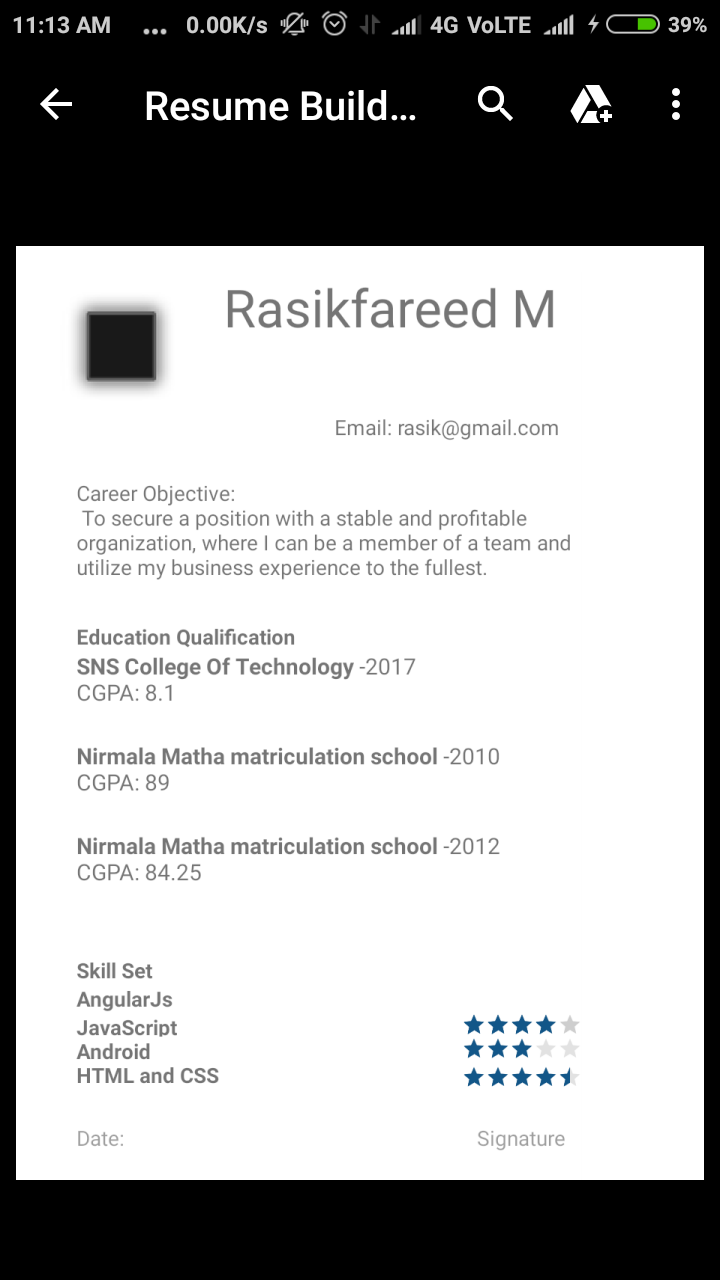 11:13 AM ... 0.00K/s 4G VoLTE 39%
Resume Build...
Rasikfareed M
Email: rasik@gmail.com
Career Objective:
To secure a position with a stable and profitable
organization, where I can be a member of a team and
utilize my business experience to the fullest.
Education Qualification
SNS College Of Technology -2017
CGPA: 8.1
Nirmala Matha matriculation school -2010
CGPA: 89
Nirmala Matha matriculation school -2012
CGPA: 84.25
Skill Set
AngularJs
JavaScript
Android
HTML and CSS
Date: Signature